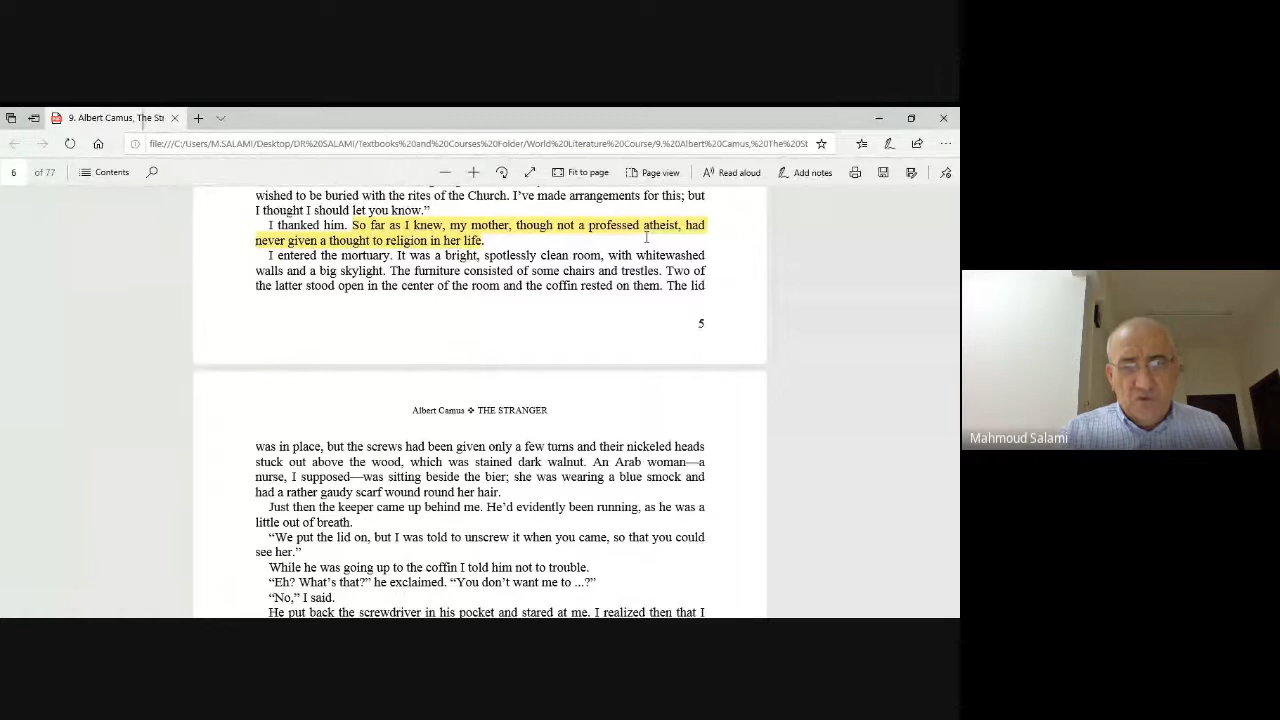 9. Albert Camus, The Str
file:///C:/Users/M.SALAMI/Desktop/DR%20SALAMI/Textbooks%20and%20Courses%20Folder/World%20Literature%20Course/9.%20Albert%20Camus,%20The%20St
6 of 77 Contents Fit to page Page view Read aloud Add notes
wished to be buried with the rites of the Church. I've made arrangements for this; but
I thought I should let you know.”
I thanked him. So far as I knew, my mother, though not a professed atheist, had
never given a thought to religion in her life.
I entered the mortuary. It was a bright, spotlessly clean room, with whitewashed
walls and a big skylight. The furniture consisted of some chairs and trestles. Two of
the latter stood open in the center of the room and the coffin rested on them. The lid
5
Albert Camus ❖ THE STRANGER
was in place, but the screws had been given only a few turns and their nickeled heads
stuck out above the wood, which was stained dark walnut. An Arab woman—a
nurse, I supposed—was sitting beside the bier; she was wearing a blue smock and
had a rather gaudy scarf wound round her hair.
Just then the keeper came up behind me. He'd evidently been running, as he was a
little out of breath.
“We put the lid on, but I was told to unscrew it when you came, so that you could
see her.”
While he was going up to the coffin I told him not to trouble.
“Eh? What's that?” he exclaimed. “You don't want me to ...?”
“No,” I said.
He put back the screwdriver in his pocket and stared at me. I realized then that I
Mahmoud Salami